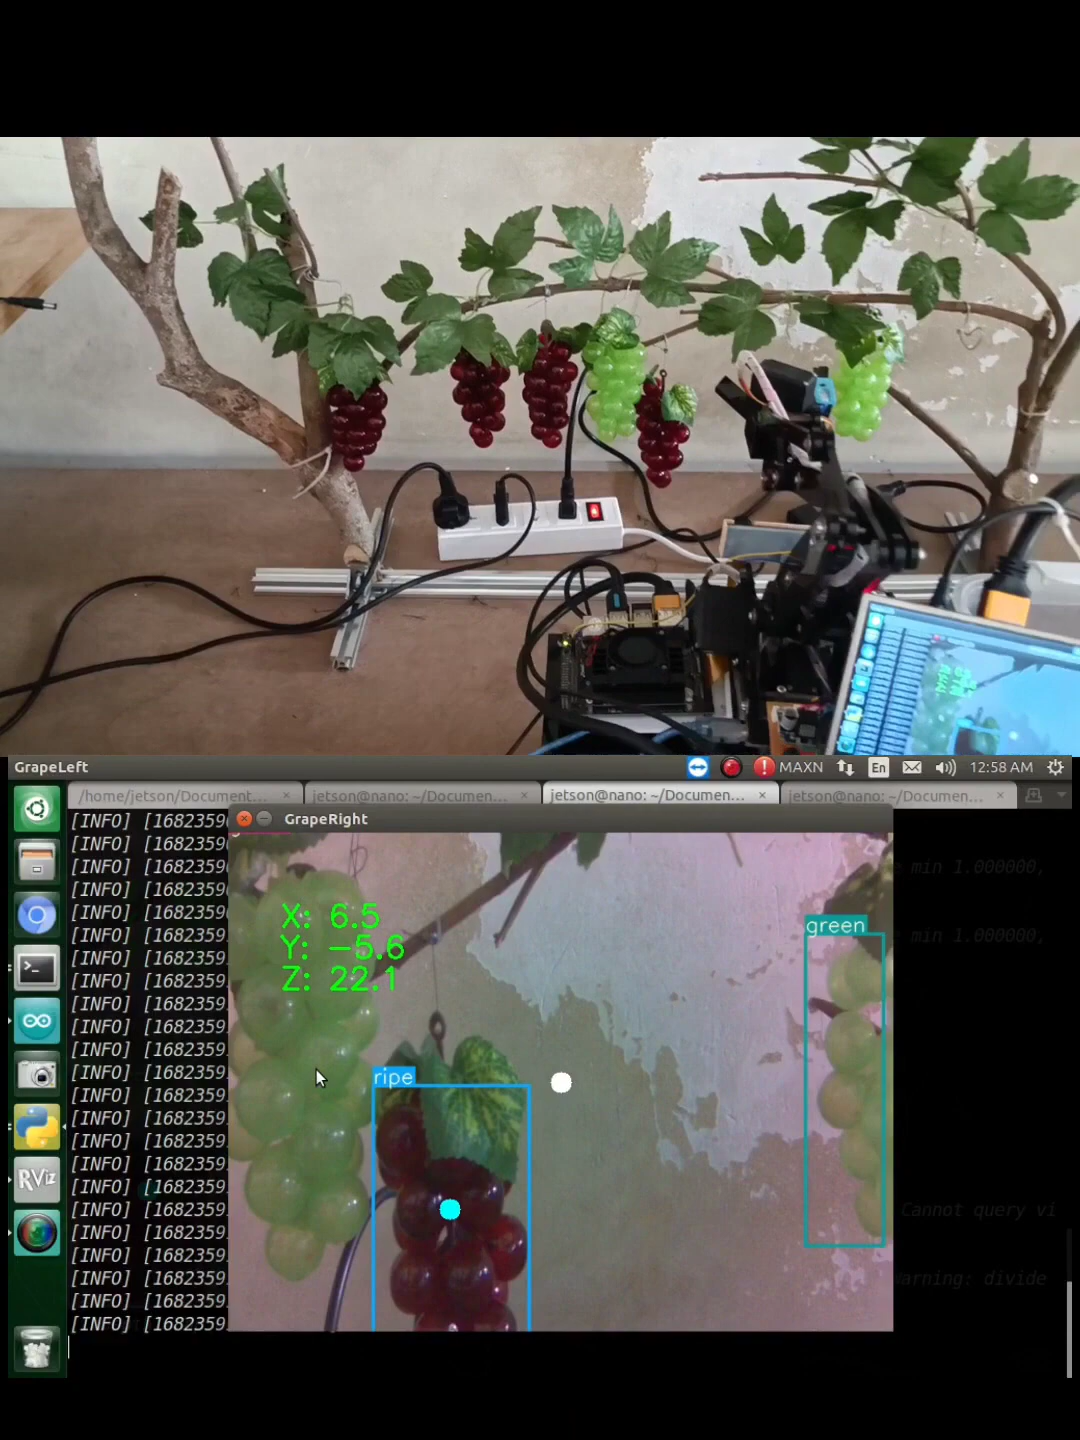 GrapeLeft
MAXN
En
12:58 AM
/home/jetson/Document...
jetson@nano: ~/Documen...
jetson@nano: ~/Documen...
jetson@nano: ~/Documen...
GrapeRight
[INFO] [1682359
[INFO] [1682359
[INFO] [1682359
min 1.000000,
[INFO] [1682359
[INFO] [1682359
[INFO] [1682359
min 1.000000,
[INFO] [1682359
[INFO] [1682359
[INFO] [1682359
[INFO] [1682359
[INFO] [1682359
[INFO] [1682359
[INFO] [1682359
[INFO] [1682359
[INFO] [1682359
[INFO] [1682359
[INFO] [1682359
[INFO] [1682359
Cannot query vi
[INFO] [1682359
[INFO] [1682359
[INFO] [1682359
Warning: divide
[INFO] [1682359
[INFO] [1682359
X: 6.5
Y: -5.6
Z: 22.1
green
ripe
RViz